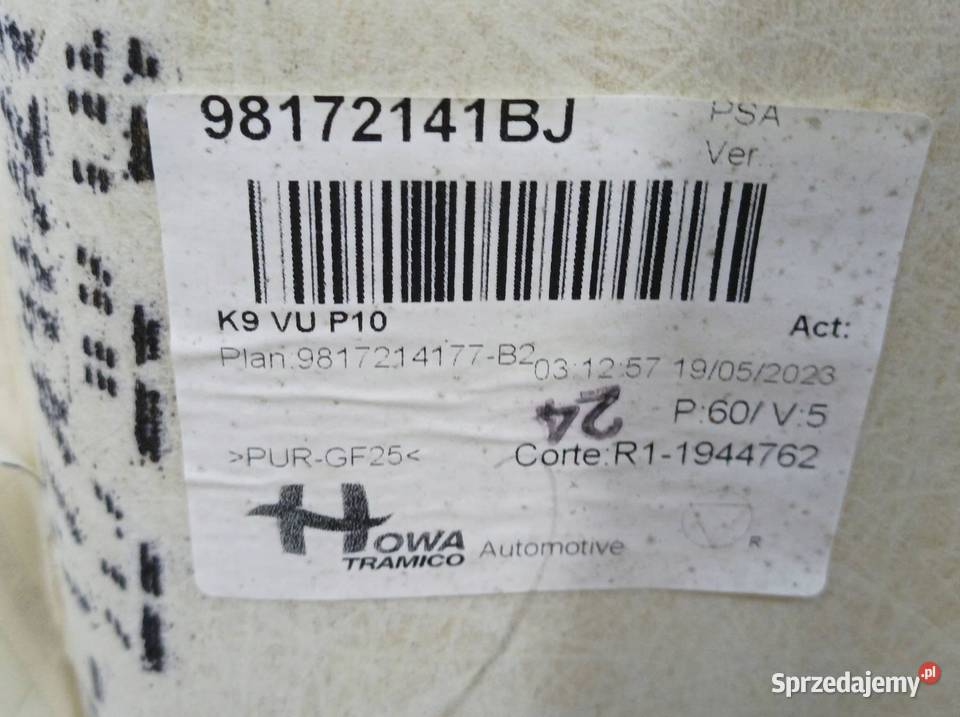 98172141BJ
PSA
Ver.
K9 VU P10
Act:
Plan:9817214177-B2
03:12:57 19/05/2023
24
P:60/ V:5
>PUR-GF25<
Corte:R1-1944762
HOWA
TRAMICO
Automotive
R
Sprzedajemy.pl